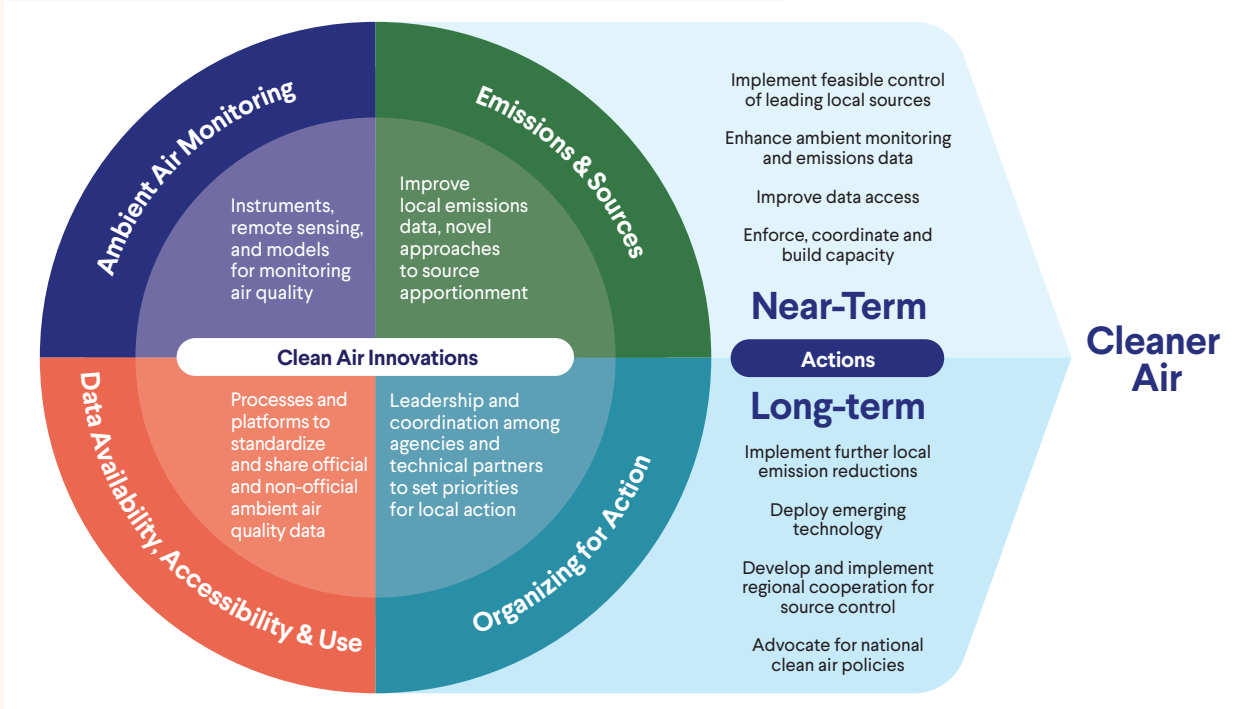 Ambient Air Monitoring
Instruments,
remote sensing,
and models
for monitoring
air quality
Emissions & Sources
Improve
local emissions
data, novel
approaches
to source
apportionment
Clean Air Innovations
Data Availability, Accessibility & Use
Processes and
platforms to
standardize
and share official
and non-official
ambient air
quality data
Organizing for Action
Leadership and
coordination among
agencies and
technical partners
to set priorities
for local action
Implement feasible control
of leading local sources
Enhance ambient monitoring
and emissions data
Improve data access
Enforce, coordinate and
build capacity
Near-Term
Actions
Long-term
Implement further local
emission reductions
Deploy emerging
technology
Develop and implement
regional cooperation for
source control
Advocate for national
clean air policies
Cleaner
Air